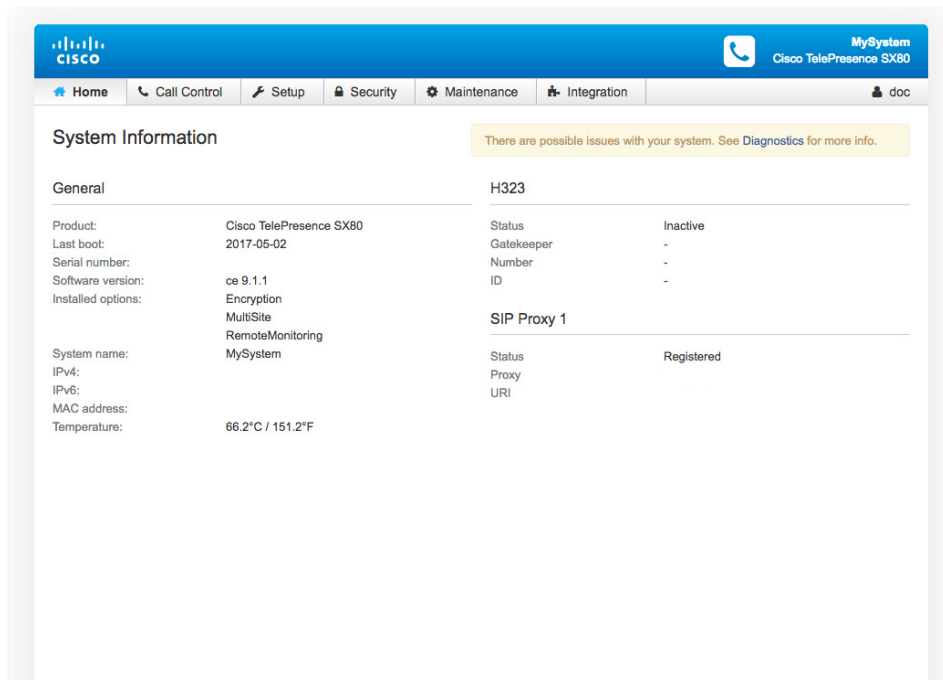 CISCO
MySystem
Cisco TelePresence SX80
Home
Call Control
Setup
Security
Maintenance
Integration
doc
System Information
There are possible issues with your system. See Diagnostics for more info.
General
Product: Cisco TelePresence SX80
Last boot: 2017-05-02
Serial number:
Software version: ce 9.1.1
Installed options: Encryption
MultiSite
RemoteMonitoring
System name: MySystem
IPv4:
IPv6:
MAC address:
Temperature: 66.2°C / 151.2°F
H323
Status Inactive
Gatekeeper -
Number -
ID -
SIP Proxy 1
Status Registered
Proxy
URI